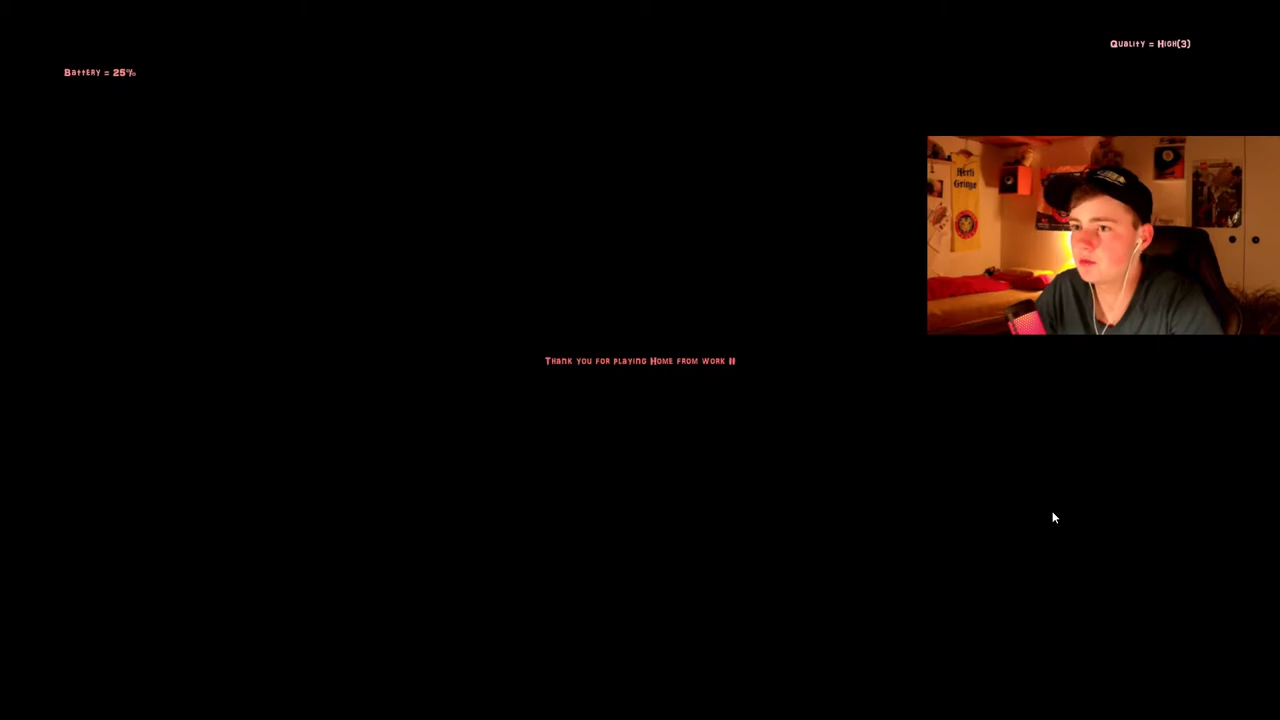 Quality = High(3)
Battery = 25%
Thank you for playing Home from work II